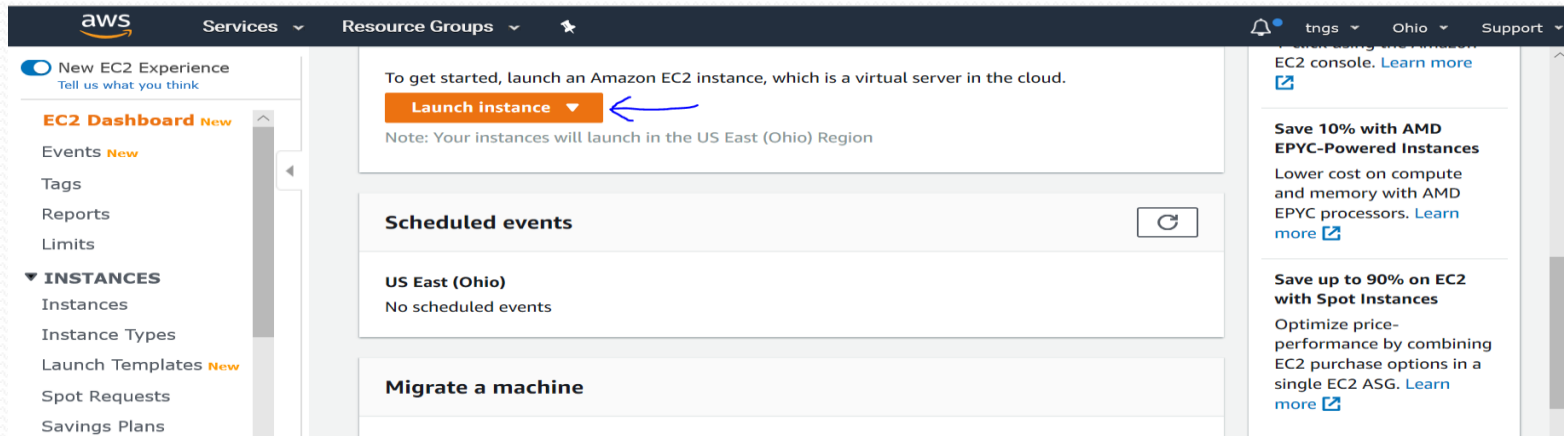 aws
Services
Resource Groups
tngs
Ohio
Support
New EC2 Experience
Tell us what you think
EC2 Dashboard New
Events New
Tags
Reports
Limits
INSTANCES
Instances
Instance Types
Launch Templates New
Spot Requests
Savings Plans
To get started, launch an Amazon EC2 instance, which is a virtual server in the cloud.
Launch instance
Note: Your instances will launch in the US East (Ohio) Region
Scheduled events
US East (Ohio)
No scheduled events
Migrate a machine
using the Amazon
EC2 console. Learn more
Save 10% with AMD
EPYC-Powered Instances
Lower cost on compute
and memory with AMD
EPYC processors. Learn
more
Save up to 90% on EC2
with Spot Instances
Optimize price-
performance by combining
EC2 purchase options in a
single EC2 ASG. Learn
more